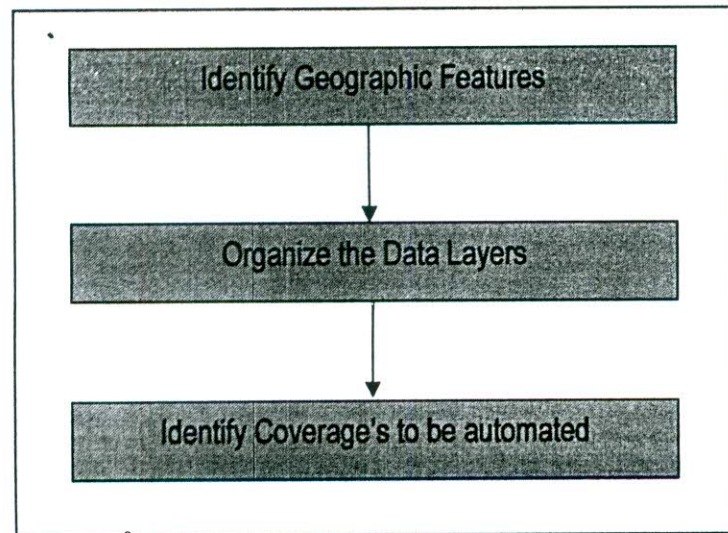 Identify Geographic Features
Organize the Data Layers
Identify Coverage's to be automated